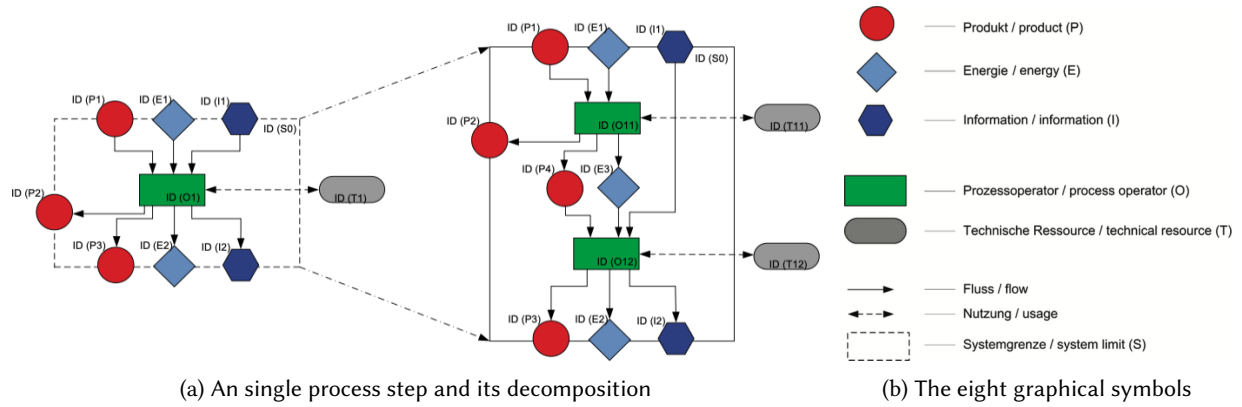 ID (P1)
ID (E1)
ID (I1)
ID (S0)
ID (P2)
ID (O1)
ID (T1)
ID (P3)
ID (E2)
ID (I2)
ID (P1)
ID (E1)
ID (I1)
ID (S0)
ID (O11)
ID (T11)
ID (P2)
ID (P4)
ID (E3)
ID (O12)
ID (T12)
ID (P3)
ID (E2)
ID (I2)
(a) An single process step and its decomposition
Produkt / product (P)
Energie / energy (E)
Information / information (I)
Prozessoperator / process operator (O)
Technische Ressource / technical resource (T)
Fluss / flow
Nutzung / usage
Systemgrenze / system limit (S)
(b) The eight graphical symbols